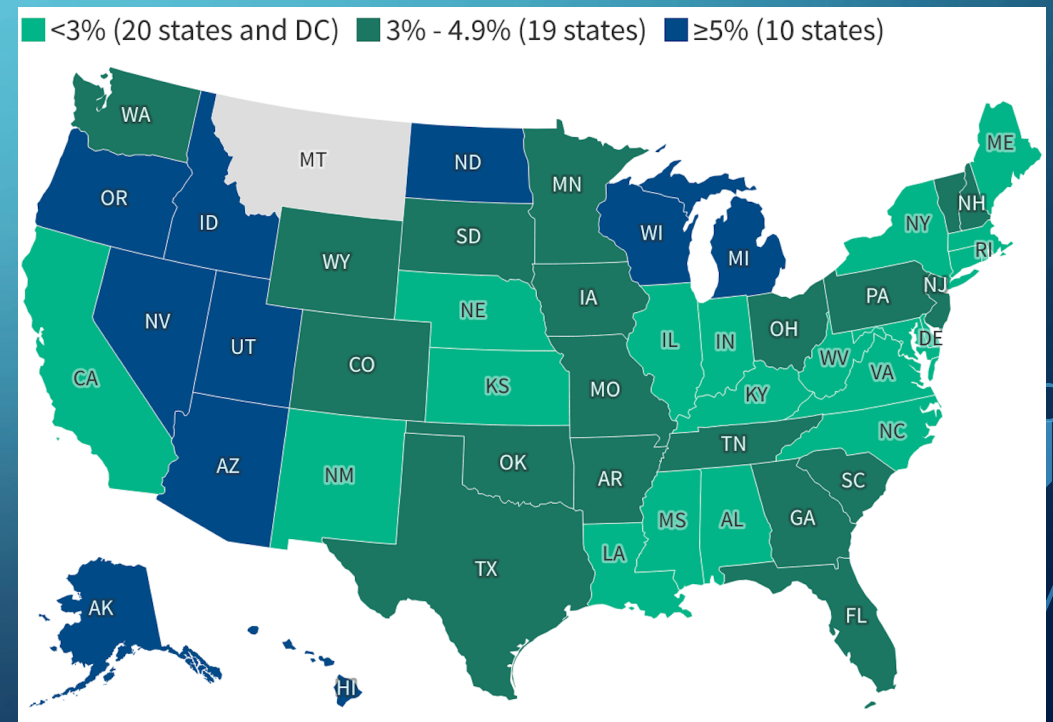 <3% (20 states and DC) 3% - 4.9% (19 states) ≥5% (10 states)
WA
MT
ND
MN
ME
OR
ID
SD
WI
MI
NY
NH
RI
WY
IA
NE
PA
NJ
NV
UT
CO
IL
IN
OH
DE
CA
KS
MO
WV
VA
KY
AZ
NM
OK
AR
TN
NC
SC
MS
AL
GA
LA
TX
FL
AK
HI